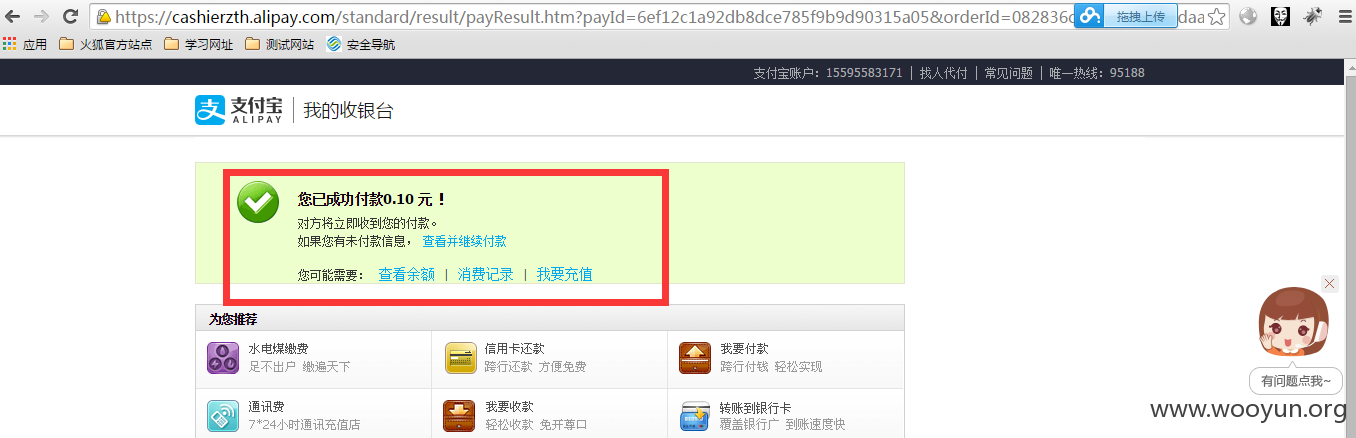 https://cashierzth.alipay.com/standard/result/payResult.htm?payId=6ef12c1a92db8dce785f9b9d90315a05&orderId=082836 拖拽上传 daa
应用 火狐官方站点 学习网址 测试网站 安全导航
支付宝账户：15595583171 | 找人代付 | 常见问题 | 唯一热线：95188
支 支付宝 ALIPAY | 我的收银台
您已成功付款0.10 元！
对方将立即收到您的付款。
如果您有未付款信息， 查看并继续付款
您可能需要： 查看余额 | 消费记录 | 我要充值
为您推荐
水电煤缴费 信用卡还款 我要付款
足不出户 缴遍天下 跨行还款 方便免费 跨行付钱 轻松实现
通讯费 我要收款 转账到银行卡
7*24小时通讯充值店 轻松收款 免开尊口 覆盖银行广 到账速度快
有问题点我~
www.wooyun.org